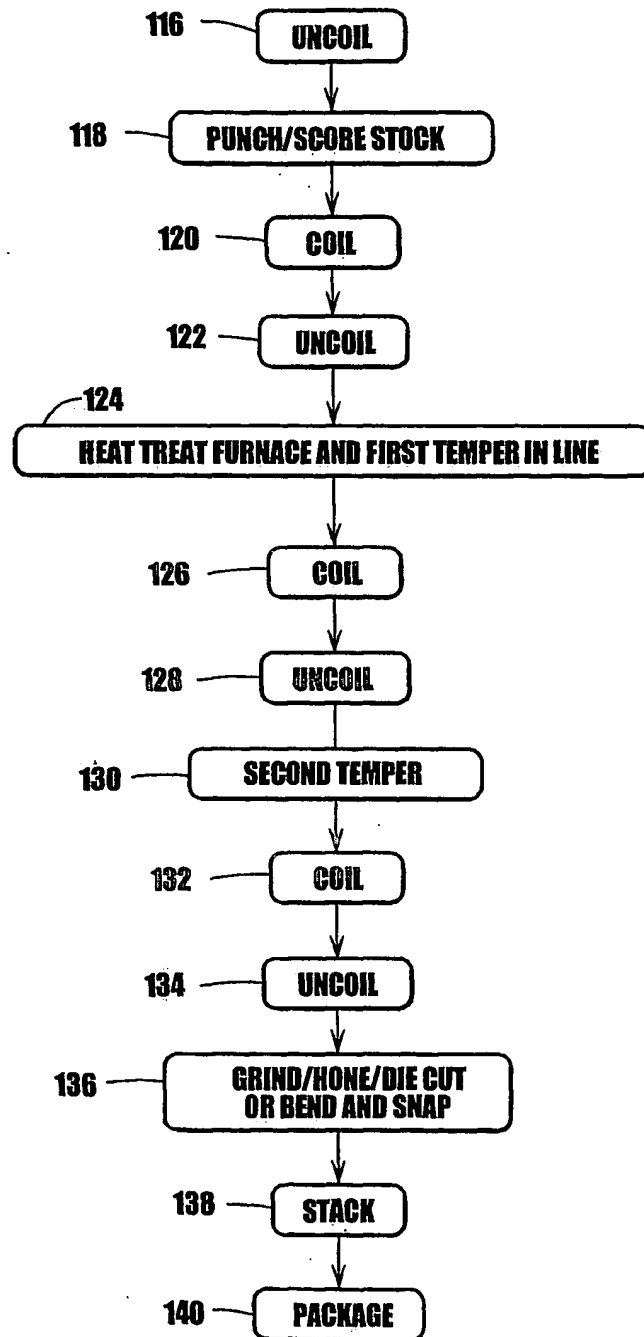 116 UNCOIL
118 PUNCH/SCORE STOCK
120 COIL
122 UNCOIL
124
HEAT TREAT FURNACE AND FIRST TEMPER IN LINE
126 COIL
128 UNCOIL
130 SECOND TEMPER
132 COIL
134 UNCOIL
136 GRIND/HONE/DIE CUT
OR BEND AND SNAP
138 STACK
140 PACKAGE